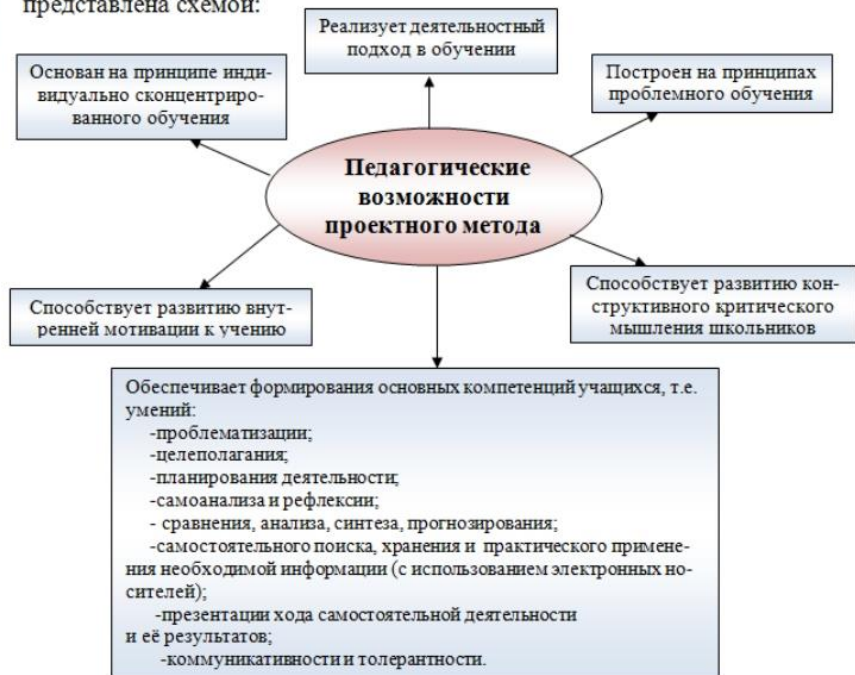 представлена схемой:
Реализует деятельностный
подход в обучении
Основан на принципе инди-
видуально сконцентриро-
ванного обучения
Построен на принципах
проблемного обучения
Педагогические
возможности
проектного метода
Способствует развитию внут-
ренней мотивации к учению
Способствует развитию кон-
структивного критического
мышления школьников
Обеспечивает формирования основных компетенций учащихся, т.е.
умений:
-проблематизации;
-целеполагания;
-планирования деятельности;
-самоанализа и рефлексии;
- сравнения, анализа, синтеза, прогнозирования;
-самостоятельного поиска, хранения и практического примене-
ния необходимой информации (с использованием электронных но-
сителей);
-презентации хода самостоятельной деятельности
и её результатов;
-коммуникативности и толерантности.